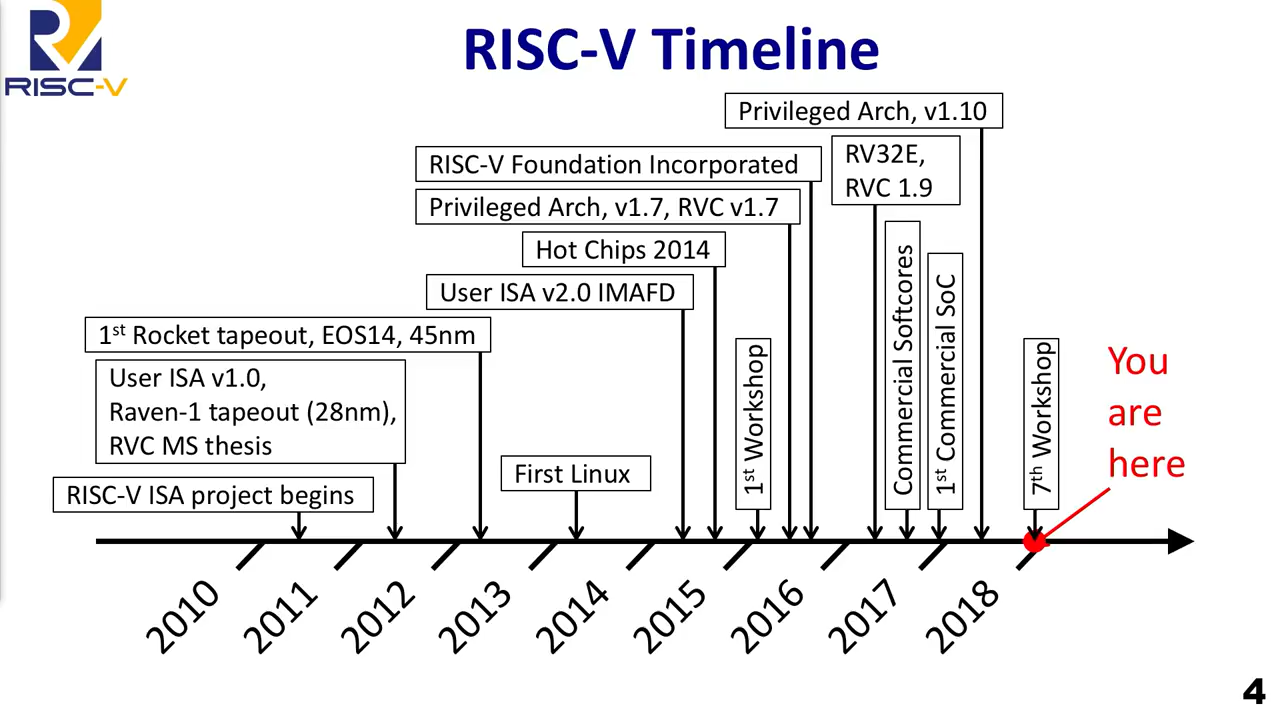 RISC-V
RISC-V Timeline
Privileged Arch, v1.10
RISC-V Foundation Incorporated
RV32E,
RVC 1.9
Privileged Arch, v1.7, RVC v1.7
Hot Chips 2014
User ISA v2.0 IMAFD
1st Rocket tapeout, EOS14, 45nm
User ISA v1.0,
Raven-1 tapeout (28nm),
RVC MS thesis
First Linux
RISC-V ISA project begins
1st Workshop
Commercial Softcores
1st Commercial SoC
7th Workshop
You
are
here
2010
2011
2012
2013
2014
2015
2016
2017
2018
4